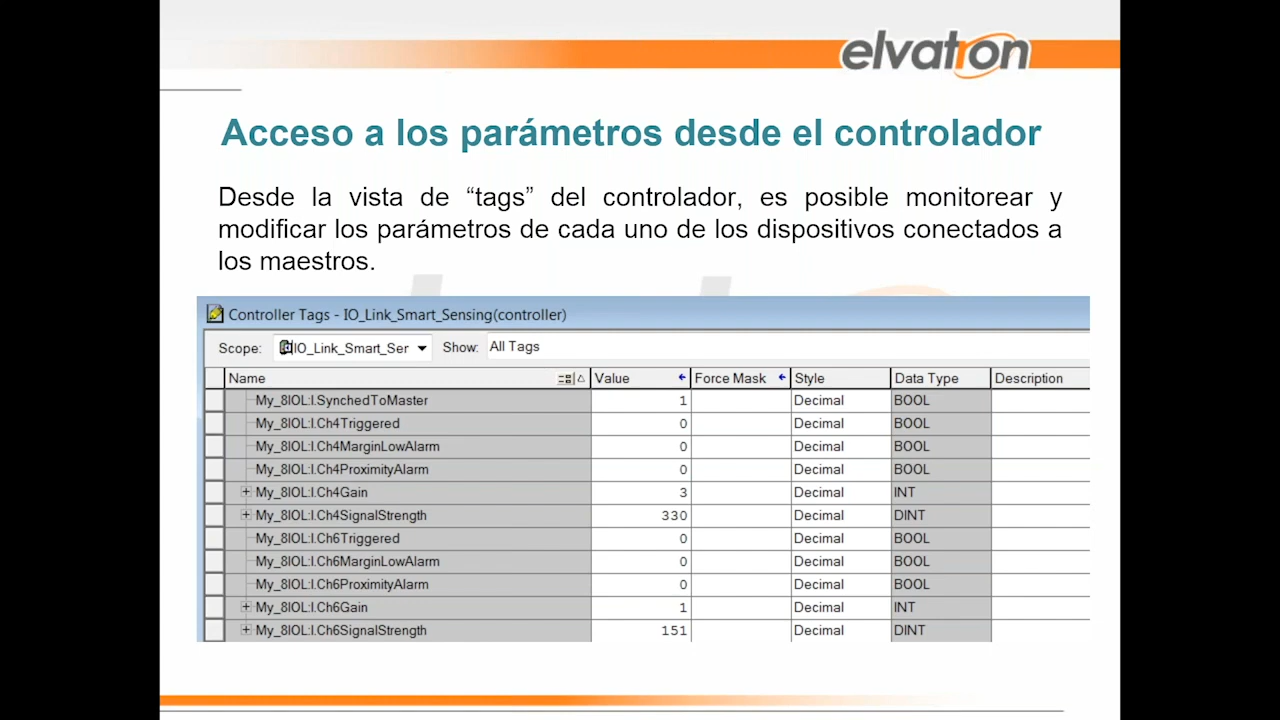 elvatron
Acceso a los parámetros desde el controlador
Desde la vista de “tags” del controlador, es posible monitorear y
modificar los parámetros de cada uno de los dispositivos conectados a
los maestros.
Controller Tags - IO_Link_Smart_Sensing(controller)
Scope: IO_Link_Smart_Ser Show: All Tags
Name Value Force Mask Style Data Type Description
My_8IOL:I.SynchedToMaster 1 Decimal BOOL
My_8IOL:I.Ch4Triggered 0 Decimal BOOL
My_8IOL:I.Ch4MarginLowAlarm 0 Decimal BOOL
My_8IOL:I.Ch4ProximityAlarm 0 Decimal BOOL
My_8IOL:I.Ch4Gain 3 Decimal INT
My_8IOL:I.Ch4SignalStrength 330 Decimal DINT
My_8IOL:I.Ch6Triggered 0 Decimal BOOL
My_8IOL:I.Ch6MarginLowAlarm 0 Decimal BOOL
My_8IOL:I.Ch6ProximityAlarm 0 Decimal BOOL
My_8IOL:I.Ch6Gain 1 Decimal INT
My_8IOL:I.Ch6SignalStrength 151 Decimal DINT